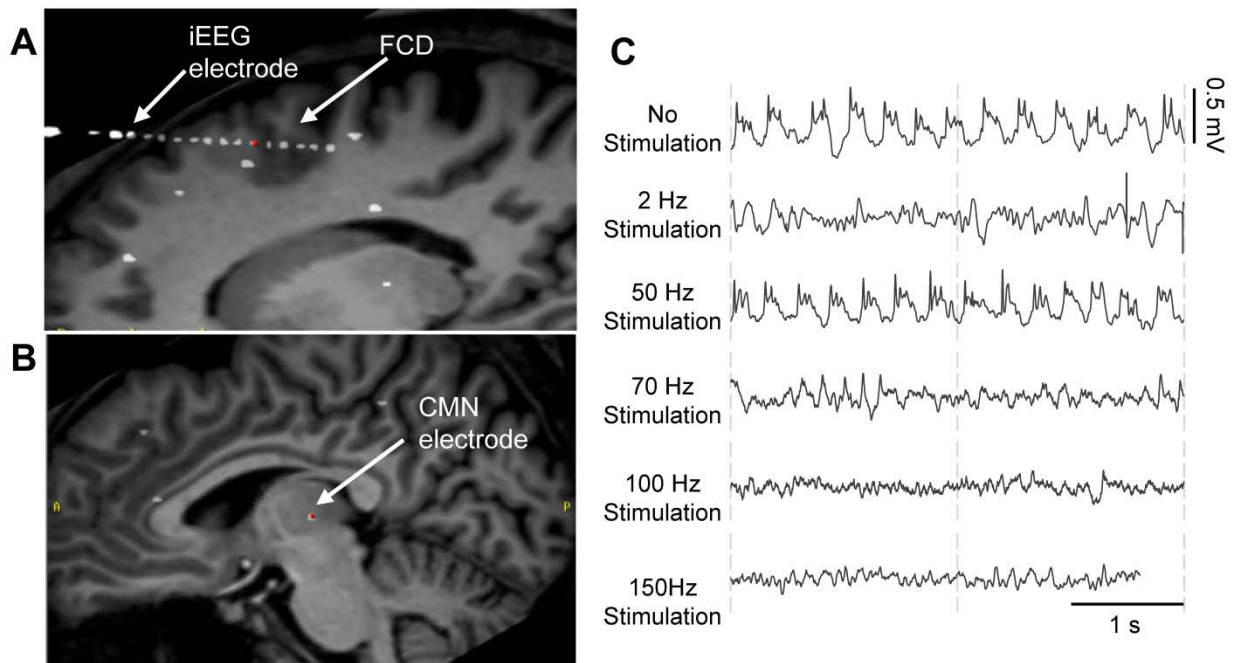 A
iEEG
electrode
FCD
B
CMN
electrode
A
P
C
No
Stimulation
0.5 mV
2 Hz
Stimulation
50 Hz
Stimulation
70 Hz
Stimulation
100 Hz
Stimulation
150Hz
Stimulation
1 s